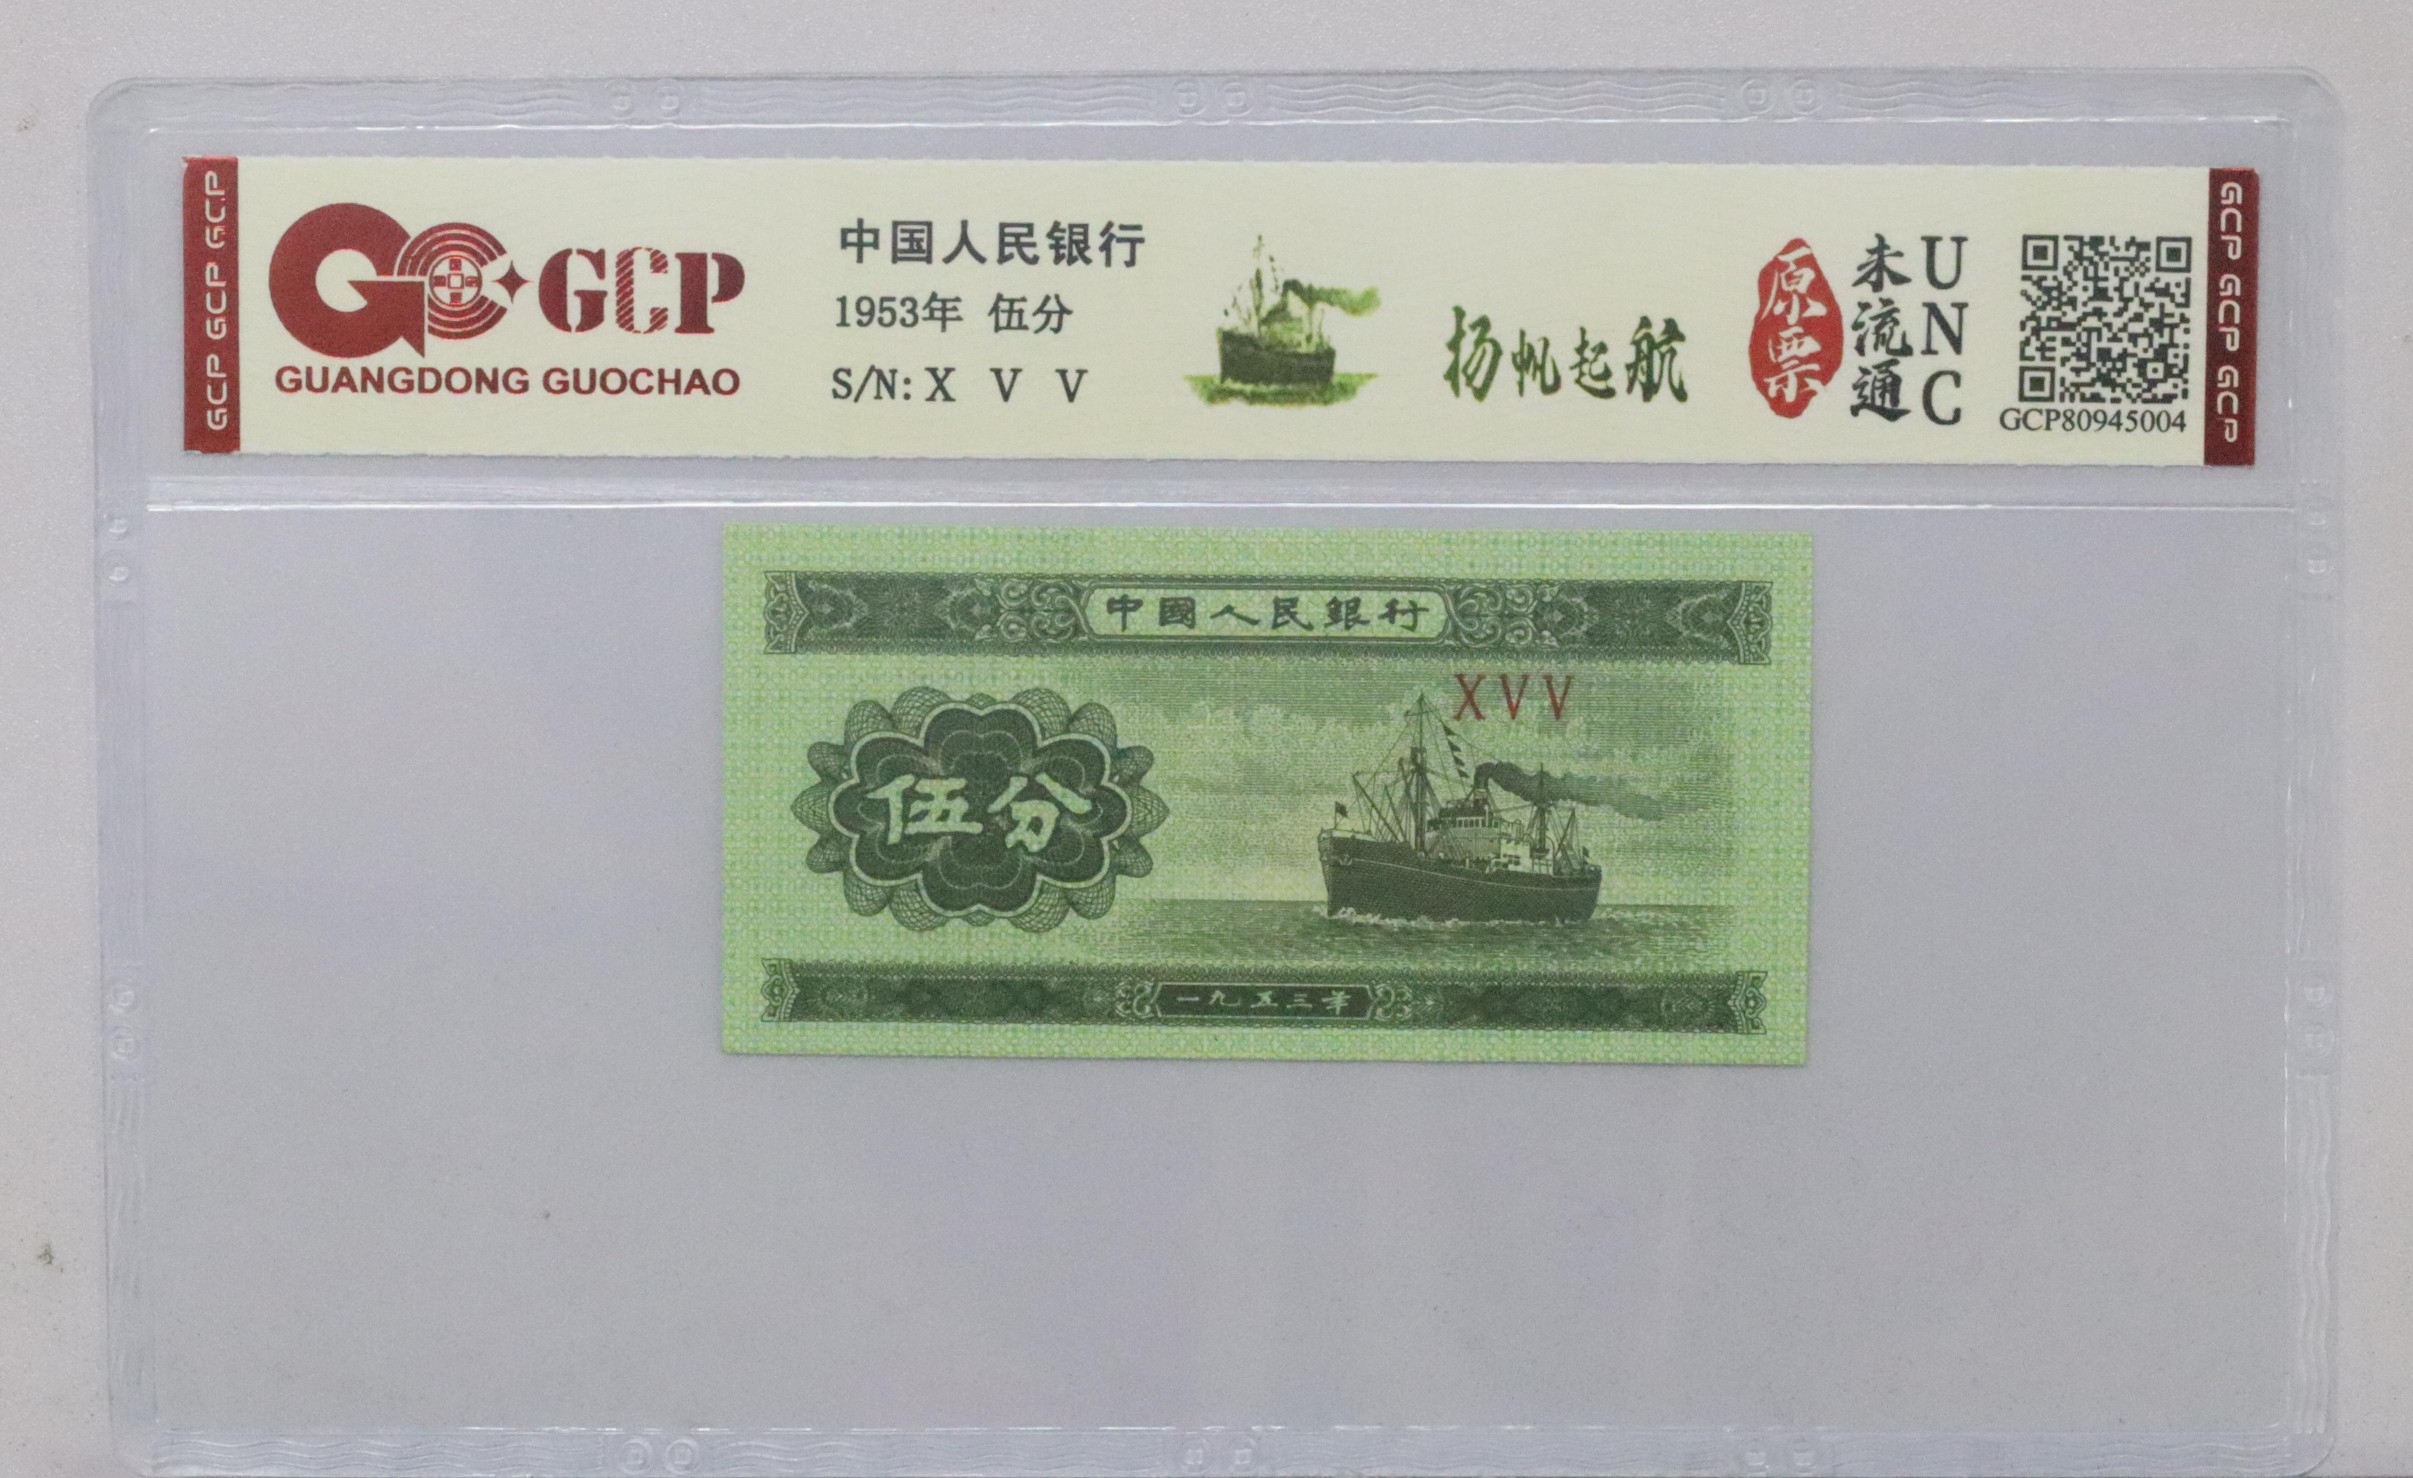 GCP GCP GCP
GCP
GUANGDONG GUOCHAO
中国人民银行
1953年 伍分
S/N: X V V
扬帆起航
原票
未流通
UNC
GCP80945004
GCP GCP GCP
中國人民銀行
XVV
伍分
一九五三年